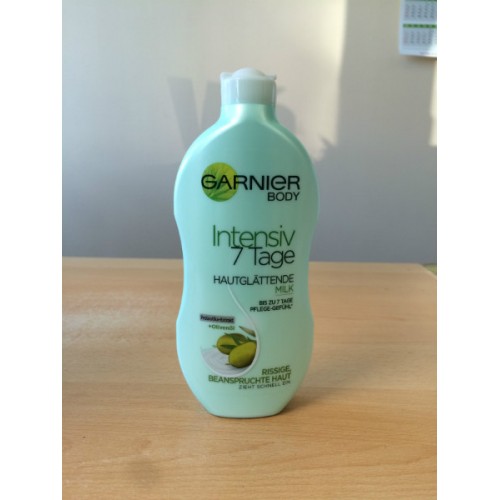 GARNIER
BODY
Intensiv
7 Tage
HAUTGLÄTTENDE
MILK
BIS ZU 7 TAGE
PFLEGE-GEFÜHL*
+Olivenöl
RISSIGE,
BEANSPRUCHTE HAUT
ZIEHT SCHNELL EIN